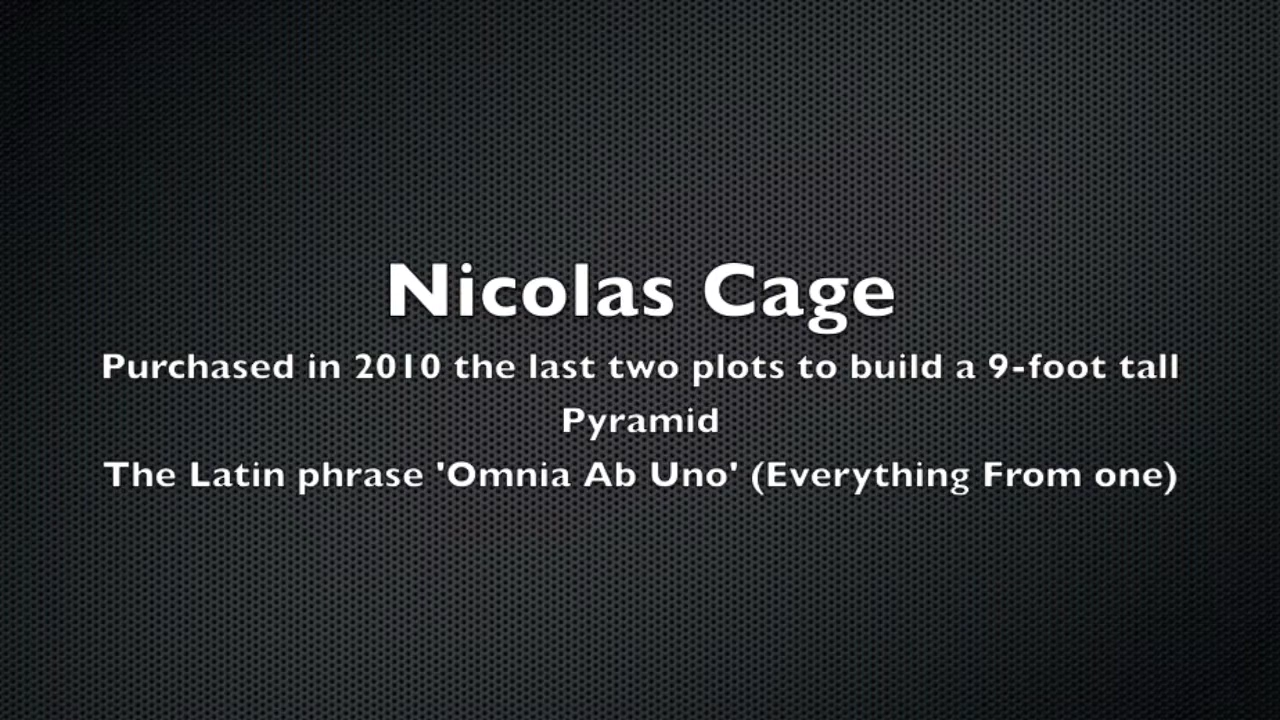 Nicolas Cage
Purchased in 2010 the last two plots to build a 9-foot tall
Pyramid
The Latin phrase 'Omnia Ab Uno' (Everything From one)